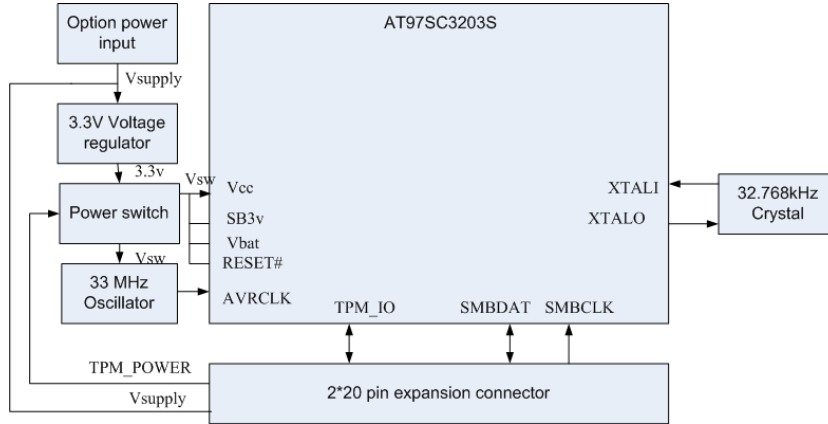 Option power
input
AT97SC3203S
Vsupply
3.3V Voltage
regulator
3.3v
Vsw
Power switch
Vcc
SB3v
Vbat
RESET#
XTALI
XTALO
32.768kHz
Crystal
Vsw
33 MHz
Oscillator
AVRCLK
TPM_IO
SMBDAT
SMBCLK
TPM_POWER
Vsupply
2*20 pin expansion connector